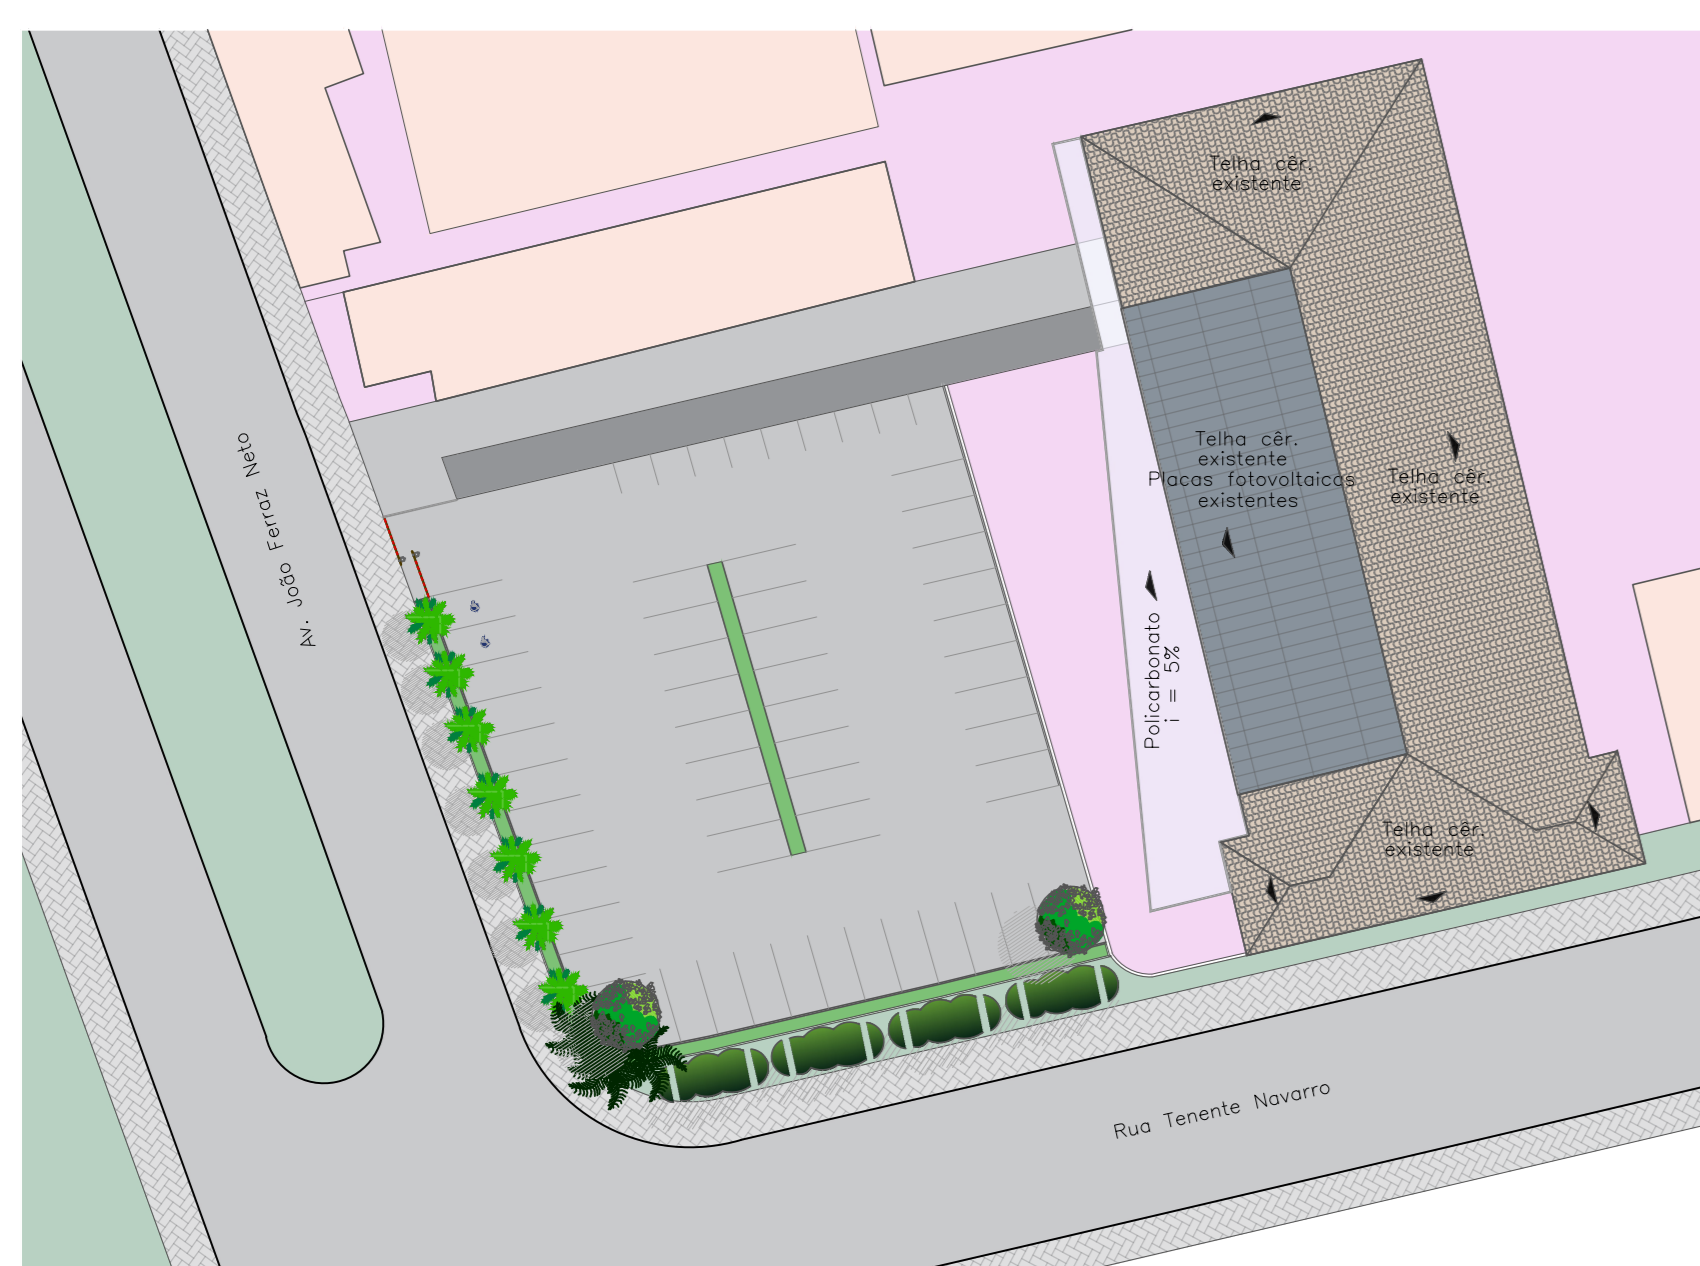 Telha cêr.
existente
Av. João Ferraz Neto
Telha cêr.
existente
Placas fotovoltaicas
existentes
Telha cêr.
existente
Policarbonato
i = 5%
Telha cêr.
existente
Rua Tenente Navarro